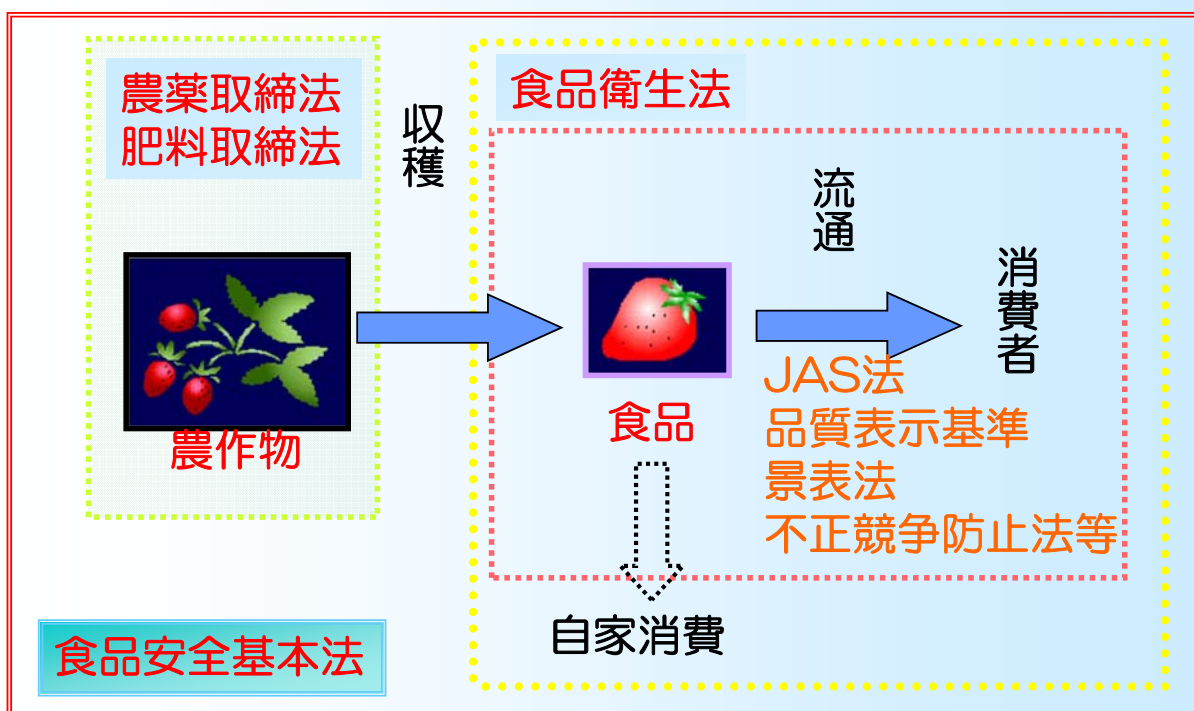 農薬取締法
肥料取締法
収穫
食品衛生法
流通
消費者
農作物
食品
JAS法
品質表示基準
景表法
不正競争防止法等
自家消費
食品安全基本法